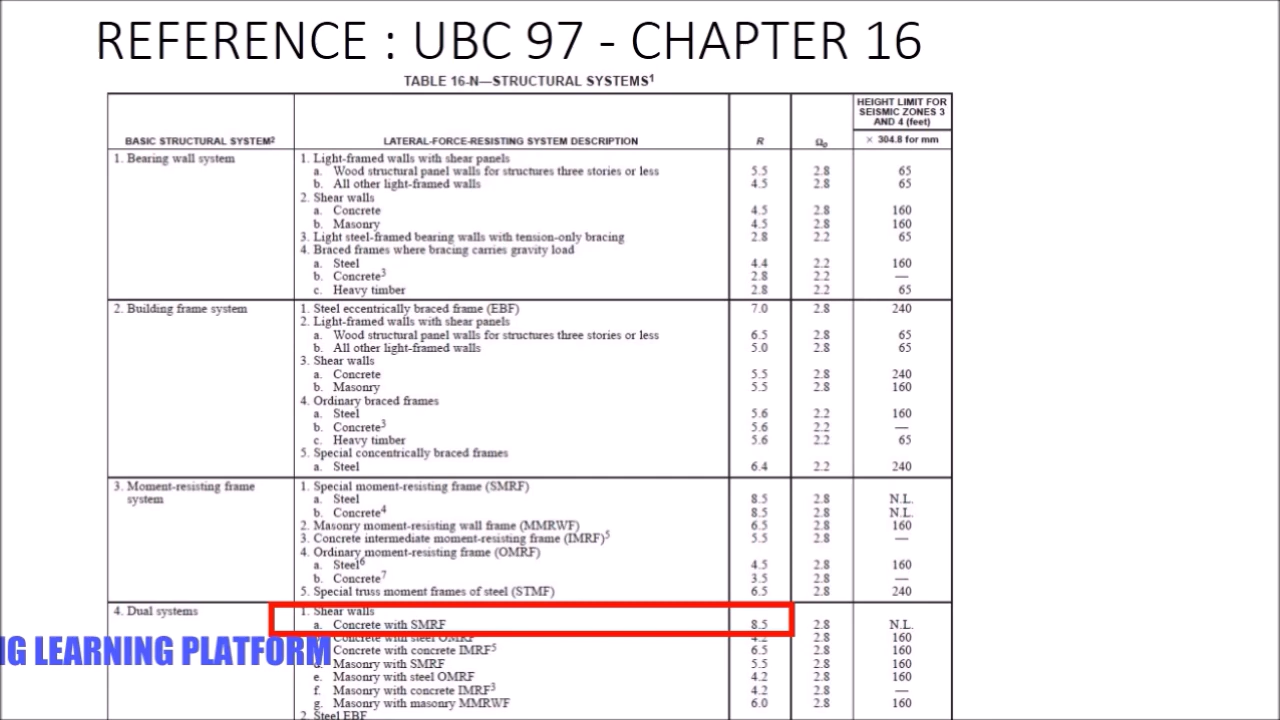 REFERENCE : UBC 97 - CHAPTER 16
TABLE 16-N—STRUCTURAL SYSTEMS1
BASIC STRUCTURAL SYSTEM2 LATERAL-FORCE-RESISTING SYSTEM DESCRIPTION R Ωo HEIGHT LIMIT FOR
SEISMIC ZONES 3
AND 4 (feet)
× 304.8 for mm
1. Bearing wall system 1. Light-framed walls with shear panels
a. Wood structural panel walls for structures three stories or less 5.5 2.8 65
b. All other light-framed walls 4.5 2.8 65
2. Shear walls
a. Concrete 4.5 2.8 160
b. Masonry 4.5 2.8 160
3. Light steel-framed bearing walls with tension-only bracing 2.8 2.2 65
4. Braced frames where bracing carries gravity load
a. Steel 4.4 2.2 160
b. Concrete3 2.8 2.2 —
c. Heavy timber 2.8 2.2 65
2. Building frame system 1. Steel eccentrically braced frame (EBF) 7.0 2.8 240
2. Light-framed walls with shear panels
a. Wood structural panel walls for structures three stories or less 6.5 2.8 65
b. All other light-framed walls 5.0 2.8 65
3. Shear walls
a. Concrete 5.5 2.8 240
b. Masonry 5.5 2.8 160
4. Ordinary braced frames
a. Steel 5.6 2.2 160
b. Concrete3 5.6 2.2 —
c. Heavy timber 5.6 2.2 65
5. Special concentrically braced frames
a. Steel 6.4 2.2 240
3. Moment-resisting frame 1. Special moment-resisting frame (SMRF)
system a. Steel 8.5 2.8 N.L.
b. Concrete4 8.5 2.8 N.L.
2. Masonry moment-resisting wall frame (MMRWF) 6.5 2.8 160
3. Concrete intermediate moment-resisting frame (IMRF)5 5.5 2.8 —
4. Ordinary moment-resisting frame (OMRF)
a. Steel6 4.5 2.8 160
b. Concrete7 3.5 2.8 —
5. Special truss moment frames of steel (STMF) 6.5 2.8 240
4. Dual systems 1. Shear walls
a. Concrete with SMRF 8.5 2.8 N.L.
Concrete with steel OMRF 4.2 2.8 160
Concrete with concrete IMRF5 6.5 2.8 160
NG LEARNING PLATFORM
Masonry with SMRF 5.5 2.8 160
e. Masonry with steel OMRF 4.2 2.8 160
f. Masonry with concrete IMRF3 4.2 2.8 —
g. Masonry with masonry MMRWF 6.0 2.8 160
2. Steel EBF